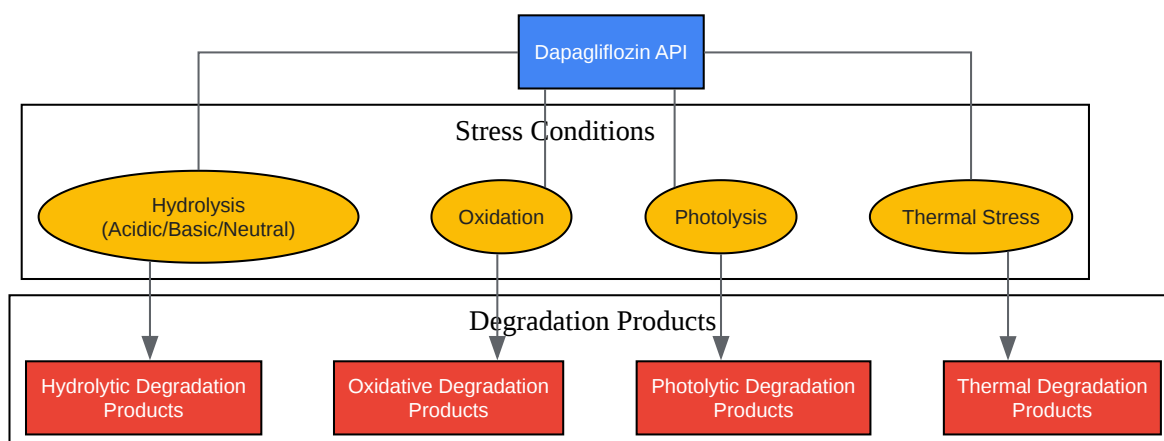 Dapagliflozin API
Stress Conditions
Hydrolysis
(Acidic/Basic/Neutral)
Oxidation
Photolysis
Thermal Stress
Degradation Products
Hydrolytic Degradation
Products
Oxidative Degradation
Products
Photolytic Degradation
Products
Thermal Degradation
Products